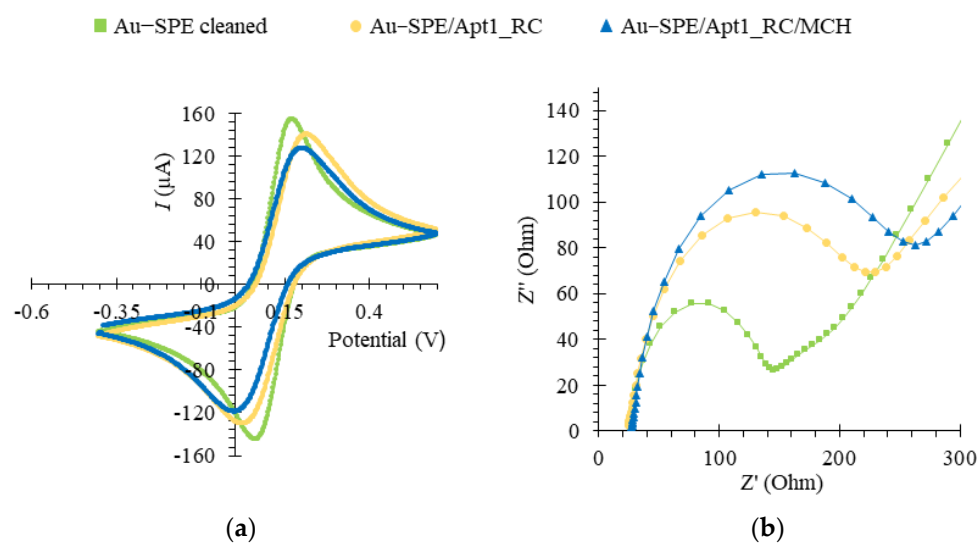 Au−SPE cleaned Au−SPE/Apt1_RC Au−SPE/Apt1_RC/MCH
I (µA)
160
120
80
40
0
-40
-80
-120
-160
-0.6 -0.35 -0.1 0.15 0.4
Potential (V)
(a)
Z'' (Ohm)
140
120
100
80
60
40
20
0
0 100 200 300
Z' (Ohm)
(b)